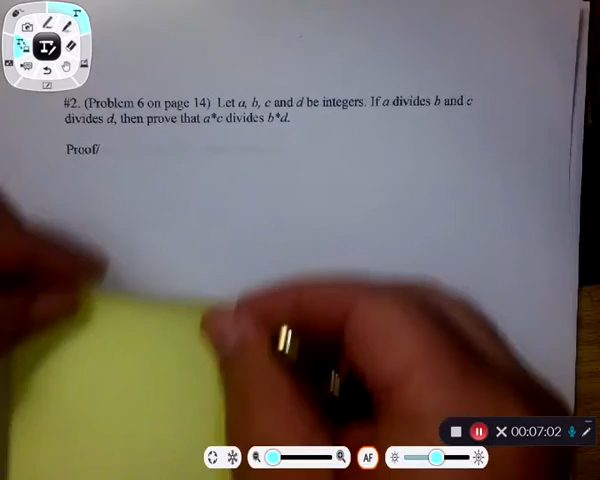 #2. (Problem 6 on page 14) Let a, b, c and d be integers. If a divides b and c
divides d, then prove that a*c divides b*d.
Proof/
AF
00:07:02